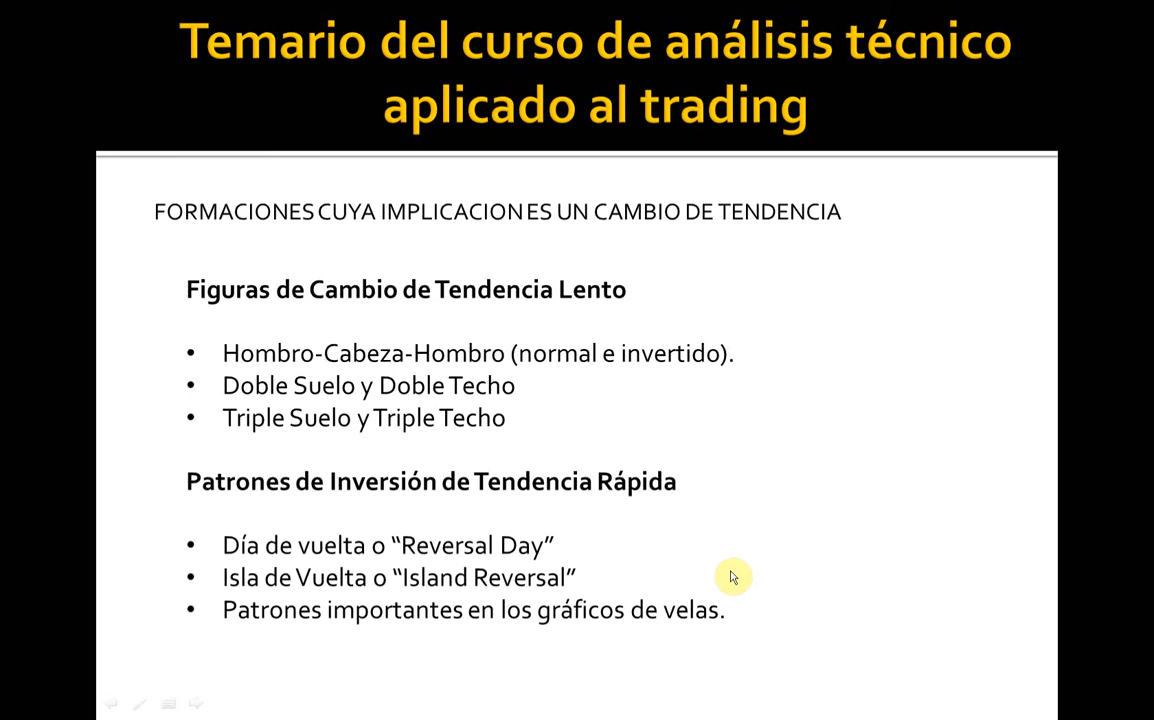 Temario del curso de análisis técnico
aplicado al trading
FORMACIONES CUYA IMPLICACION ES UN CAMBIO DE TENDENCIA
Figuras de Cambio de Tendencia Lento
• Hombro-Cabeza-Hombro (normal e invertido).
• Doble Suelo y Doble Techo
• Triple Suelo y Triple Techo
Patrones de Inversión de Tendencia Rápida
• Día de vuelta o “Reversal Day”
• Isla de Vuelta o “Island Reversal”
• Patrones importantes en los gráficos de velas.